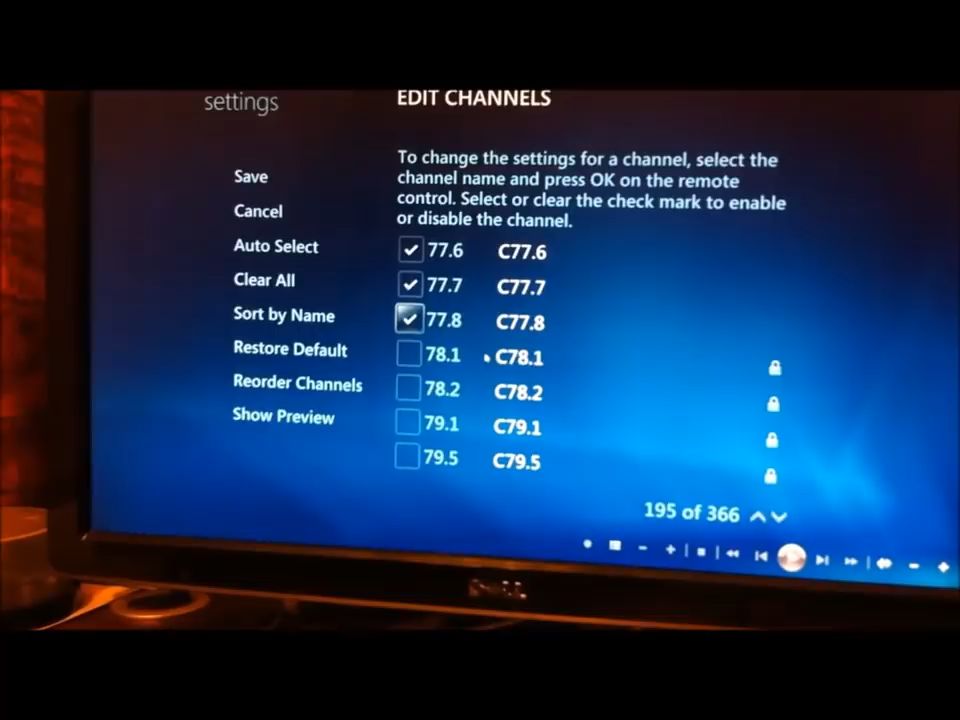 settings
EDIT CHANNELS
To change the settings for a channel, select the
channel name and press OK on the remote
control. Select or clear the check mark to enable
or disable the channel.
Save
Cancel
Auto Select
Clear All
Sort by Name
Restore Default
Reorder Channels
Show Preview
77.6 C77.6
77.7 C77.7
77.8 C77.8
78.1 C78.1
78.2 C78.2
79.1 C79.1
79.5 C79.5
195 of 366
DELL